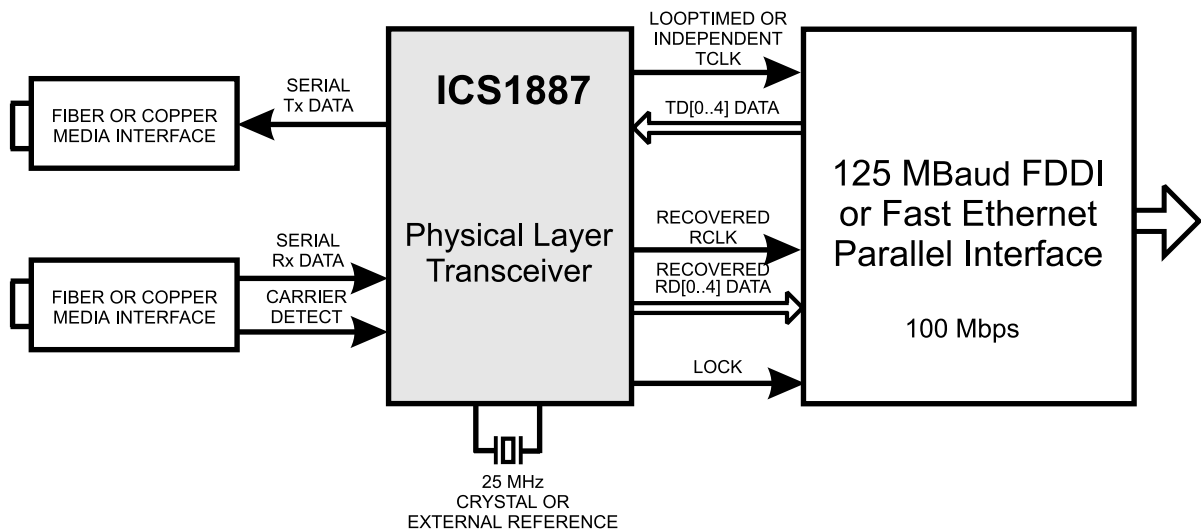 FIBER OR COPPER
MEDIA INTERFACE
SERIAL
Tx DATA
FIBER OR COPPER
MEDIA INTERFACE
SERIAL
Rx DATA
CARRIER
DETECT
ICS1887
Physical Layer
Transceiver
25 MHz
CRYSTAL OR
EXTERNAL REFERENCE
LOOPTIMED OR
INDEPENDENT
TCLK
TD[0..4] DATA
RECOVERED
RCLK
RECOVERED
RD[0..4] DATA
LOCK
125 MBaud FDDI
or Fast Ethernet
Parallel Interface
100 Mbps